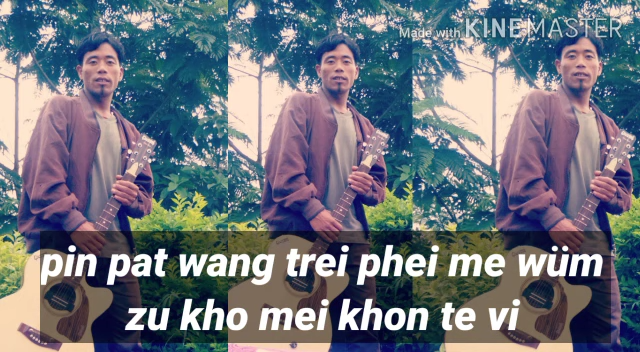 Made with KINEMASTER
pin pat wang trei phei me wüm
zu kho mei khon te vi